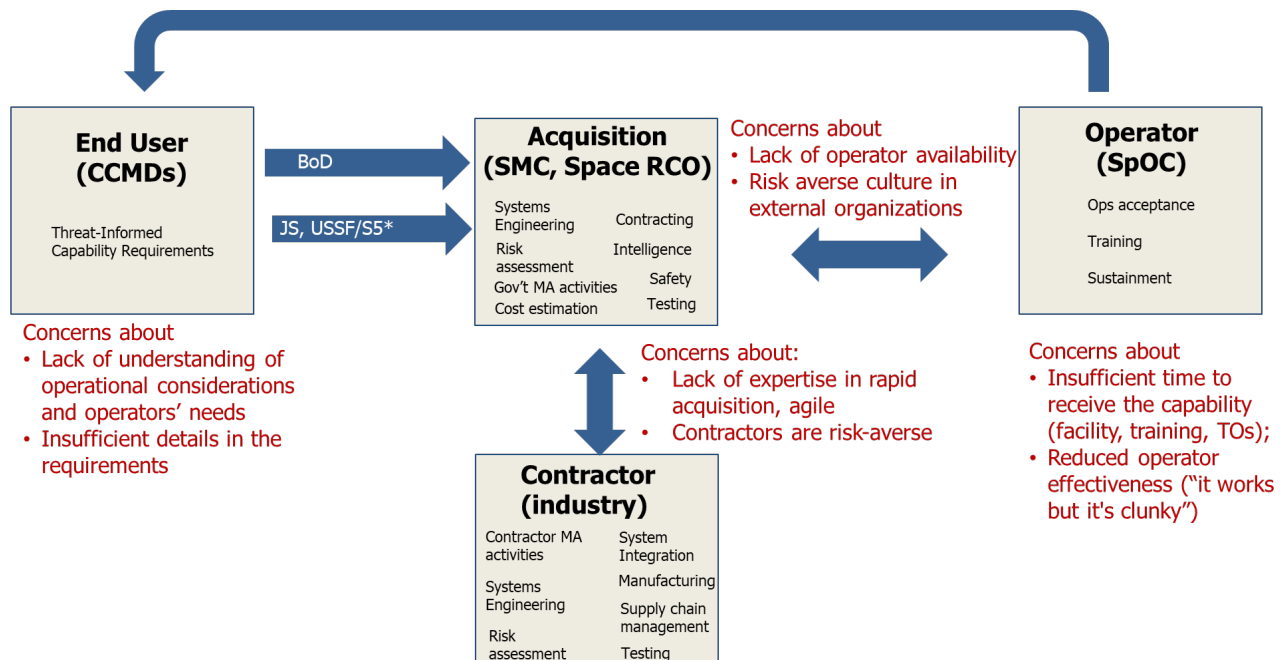 End User
(CCMDs)
Threat-Informed
Capability Requirements
BoD
JS, USSF/S5*
Acquisition
(SMC, Space RCO)
Systems
Engineering
Risk
assessment
Gov't MA activities
Cost estimation
Contracting
Intelligence
Safety
Testing
Concerns about
• Lack of operator availability
• Risk averse culture in
external organizations
Operator
(SpOC)
Ops acceptance
Training
Sustainment
Concerns about
• Lack of understanding of
operational considerations
and operators’ needs
• Insufficient details in the
requirements
Concerns about:
• Lack of expertise in rapid
acquisition, agile
• Contractors are risk-averse
Concerns about
• Insufficient time to
receive the capability
(facility, training, TOs);
• Reduced operator
effectiveness (“it works
but it's clunky”)
Contractor
(industry)
Contractor MA
activities
Systems
Engineering
Risk
assessment
System
Integration
Manufacturing
Supply chain
management
Testing